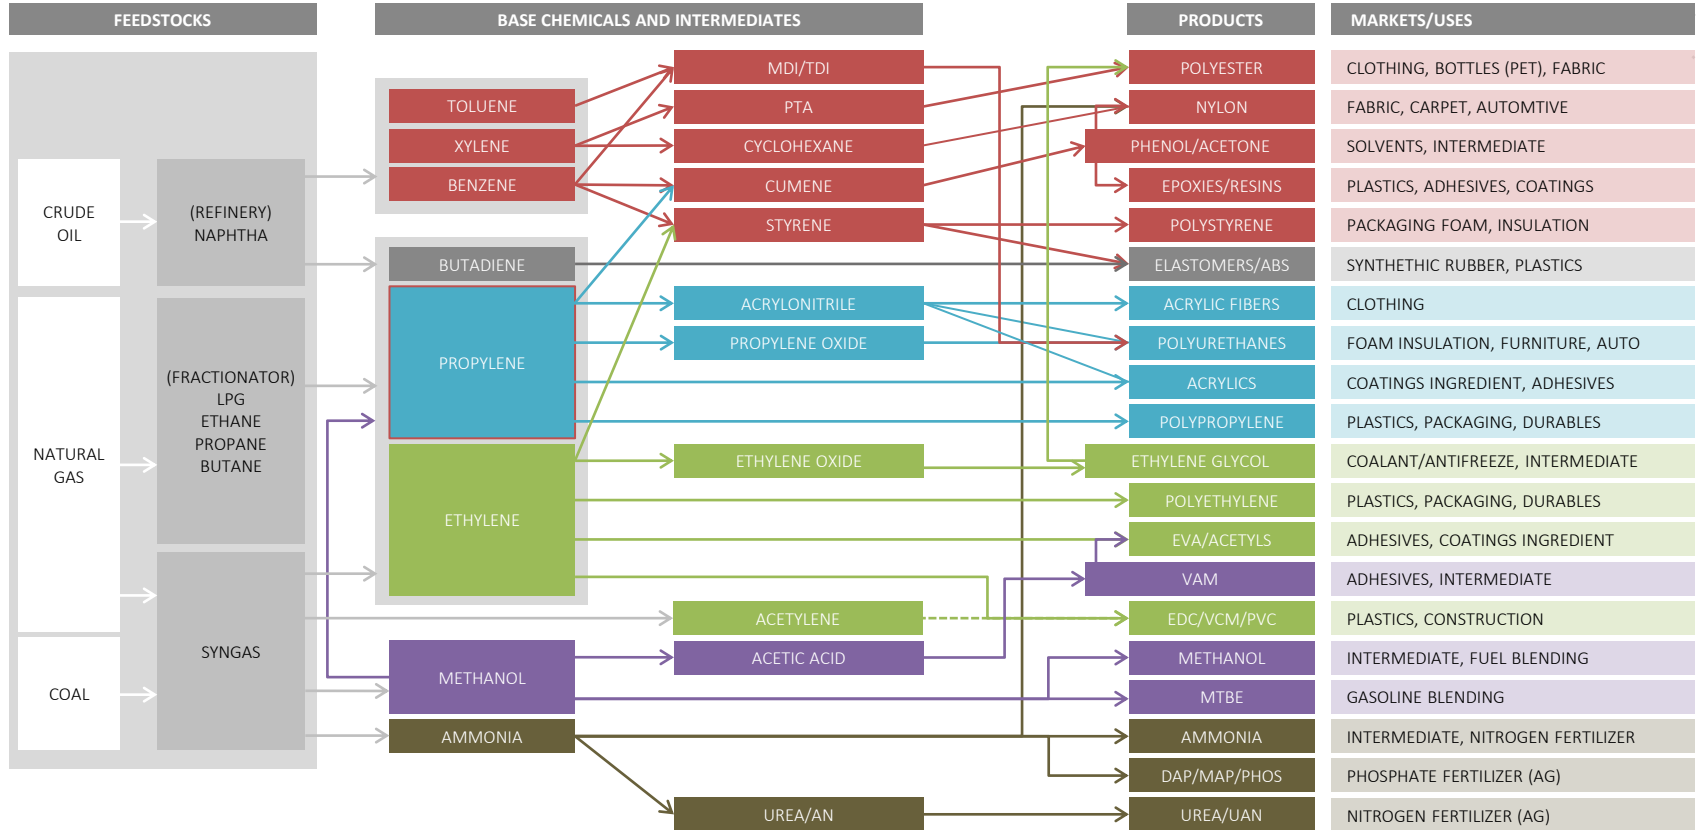 FEEDSTOCKS
BASE CHEMICALS AND INTERMEDIATES
PRODUCTS
MARKETS/USES
CRUDE
OIL
NATURAL
GAS
COAL
(REFINERY)
NAPHTHA
(FRACTIONATOR)
LPG
ETHANE
PROPANE
BUTANE
SYNGAS
TOLUENE
XYLENE
BENZENE
BUTADIENE
PROPYLENE
ETHYLENE
METHANOL
AMMONIA
MDI/TDI
PTA
CYCLOHEXANE
CUMENE
STYRENE
ACRYLONITRILE
PROPYLENE OXIDE
ETHYLENE OXIDE
ACETYLENE
ACETIC ACID
UREA/AN
POLYESTER
NYLON
PHENOL/ACETONE
EPOXIES/RESINS
POLYSTYRENE
ELASTOMERS/ABS
ACRYLIC FIBERS
POLYURETHANES
ACRYLICS
POLYPROPYLENE
ETHYLENE GLYCOL
POLYETHYLENE
EVA/ACETYLS
VAM
EDC/VCM/PVC
METHANOL
MTBE
AMMONIA
DAP/MAP/PHOS
UREA/UAN
CLOTHING, BOTTLES (PET), FABRIC
FABRIC, CARPET, AUTOMTIVE
SOLVENTS, INTERMEDIATE
PLASTICS, ADHESIVES, COATINGS
PACKAGING FOAM, INSULATION
SYNTHETHIC RUBBER, PLASTICS
CLOTHING
FOAM INSULATION, FURNITURE, AUTO
COATINGS INGREDIENT, ADHESIVES
PLASTICS, PACKAGING, DURABLES
COALANT/ANTIFREEZE, INTERMEDIATE
PLASTICS, PACKAGING, DURABLES
ADHESIVES, COATINGS INGREDIENT
ADHESIVES, INTERMEDIATE
PLASTICS, CONSTRUCTION
INTERMEDIATE, FUEL BLENDING
GASOLINE BLENDING
INTERMEDIATE, NITROGEN FERTILIZER
PHOSPHATE FERTILIZER (AG)
NITROGEN FERTILIZER (AG)